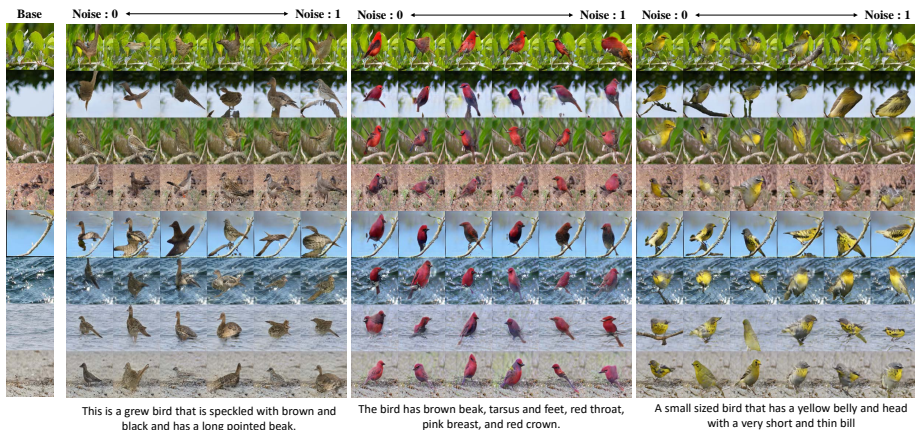 Base Noise : 0 Noise : 1 Noise : 0 Noise : 1 Noise : 0 Noise : 1
This is a grew bird that is speckled with brown and
black and has a long pointed beak.
The bird has brown beak, tarsus and feet, red throat,
pink breast, and red crown.
A small sized bird that has a yellow belly and head
with a very short and thin bill